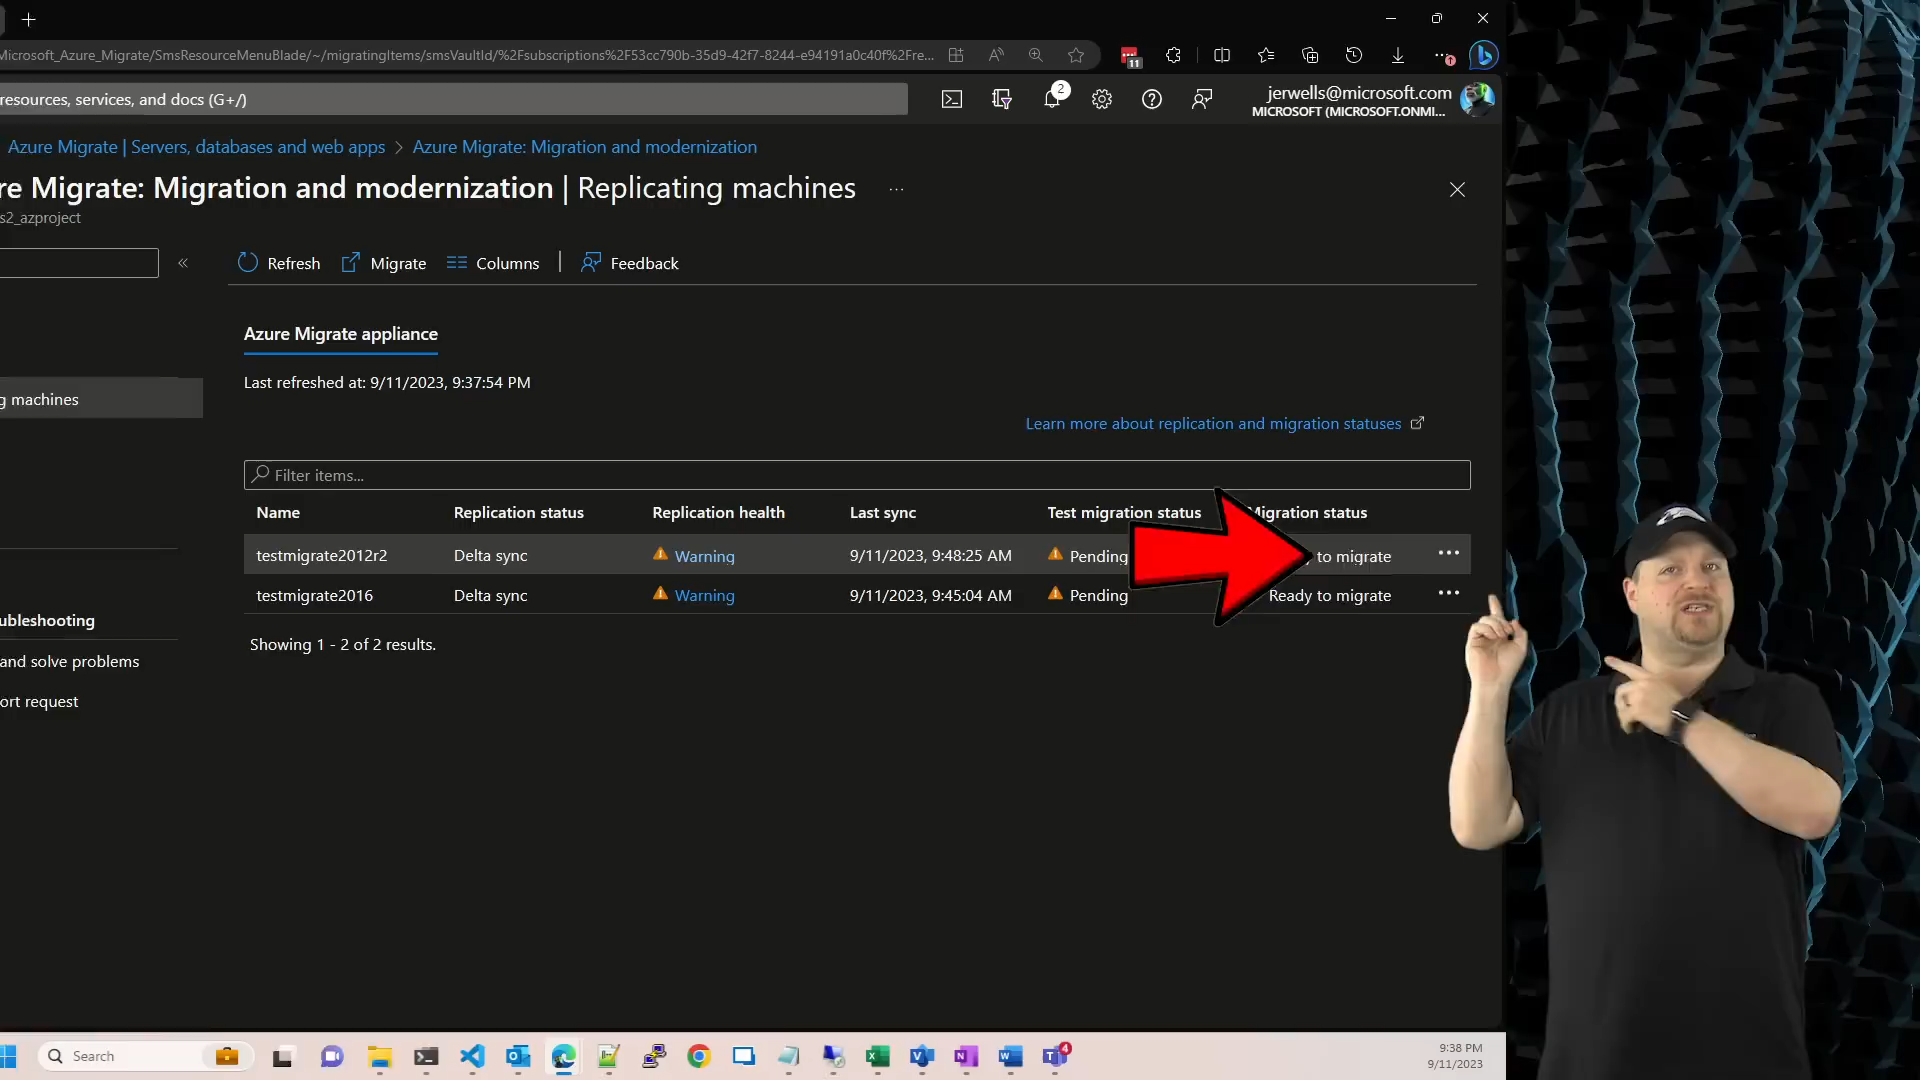 Microsoft_Azure_Migrate/SmsResourceMenuBlade/~/migratingItems/smsVaultId/%2Fsubscriptions%2F53cc790b-35d9-42f7-8244-e94191a0c40f%2Fre...
11
resources, services, and docs (G+/)
2
jerwells@microsoft.com
MICROSOFT (MICROSOFT.ONMI...
Azure Migrate | Servers, databases and web apps > Azure Migrate: Migration and modernization
re Migrate: Migration and modernization | Replicating machines ...
s2_azproject
Refresh Migrate Columns | Feedback
Azure Migrate appliance
Last refreshed at: 9/11/2023, 9:37:54 PM
g machines
Learn more about replication and migration statuses
Filter items...
Name Replication status Replication health Last sync Test migration status Migration status
testmigrate2012r2 Delta sync Warning 9/11/2023, 9:48:25 AM Pending y to migrate
testmigrate2016 Delta sync Warning 9/11/2023, 9:45:04 AM Pending Ready to migrate
Showing 1 - 2 of 2 results.
ubleshooting
and solve problems
ort request
Search
4
9:38 PM
9/11/2023